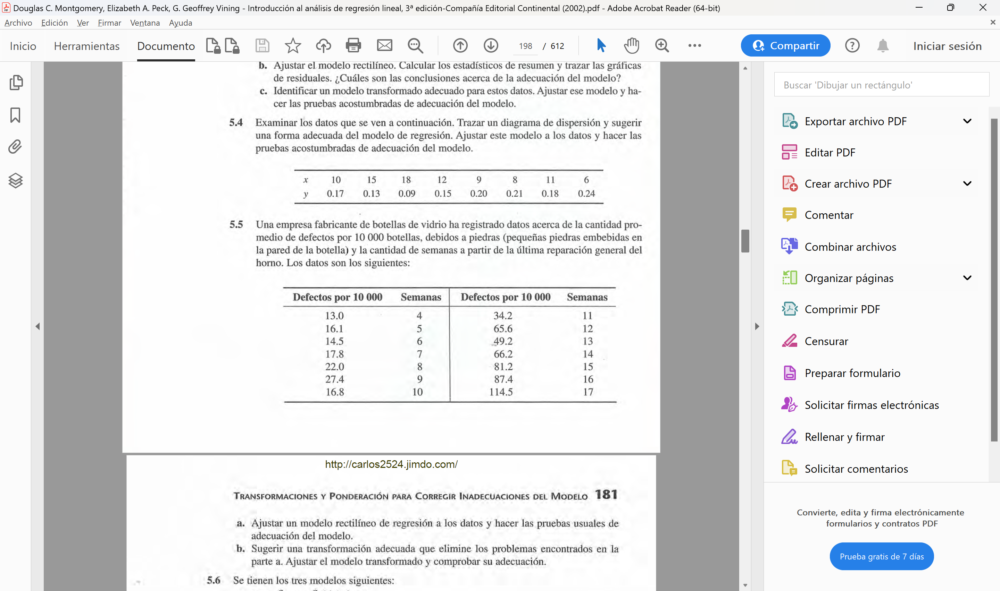 Douglas C. Montgomery, Elizabeth A. Peck, G. Geoffrey Vining - Introducción al análisis de regresión lineal, 3ª edición-Compañía Editorial Continental (2002).pdf - Adobe Acrobat Reader (64-bit)
Archivo Edición Ver Firmar Ventana Ayuda
Inicio Herramientas Documento 198 / 612 Compartir Iniciar sesión
b. Ajustar el modelo rectilíneo. Calcular los estadísticos de resumen y trazar las gráficas
de residuales. ¿Cuáles son las conclusiones acerca de la adecuación del modelo?
c. Identificar un modelo transformado adecuado para estos datos. Ajustar ese modelo y ha-
cer las pruebas acostumbradas de adecuación del modelo.
5.4 Examinar los datos que se ven a continuación. Trazar un diagrama de dispersión y sugerir
una forma adecuada del modelo de regresión. Ajustar este modelo a los datos y hacer las
pruebas acostumbradas de adecuación del modelo.
x 10 15 18 12 9 8 11 6
y 0.17 0.13 0.09 0.15 0.20 0.21 0.18 0.24
5.5 Una empresa fabricante de botellas de vidrio ha registrado datos acerca de la cantidad pro-
medio de defectos por 10 000 botellas, debidos a piedras (pequeñas piedras embebidas en
la pared de la botella) y la cantidad de semanas a partir de la última reparación general del
horno. Los datos son los siguientes:
Defectos por 10 000 Semanas Defectos por 10 000 Semanas
13.0 4 34.2 11
16.1 5 65.6 12
14.5 6 49.2 13
17.8 7 66.2 14
22.0 8 81.2 15
27.4 9 87.4 16
16.8 10 114.5 17
http://carlos2524.jimdo.com/
TRANSFORMACIONES Y PONDERACIÓN PARA CORREGIR INADECUACIONES DEL MODELO 181
a. Ajustar un modelo rectilíneo de regresión a los datos y hacer las pruebas usuales de
adecuación del modelo.
b. Sugerir una transformación adecuada que elimine los problemas encontrados en la
parte a. Ajustar el modelo transformado y comprobar su adecuación.
5.6 Se tienen los tres modelos siguientes:
Buscar 'Dibujar un rectángulo'
Exportar archivo PDF
Editar PDF
Crear archivo PDF
Comentar
Combinar archivos
Organizar páginas
Comprimir PDF
Censurar
Preparar formulario
Solicitar firmas electrónicas
Rellenar y firmar
Solicitar comentarios
Convierte, edita y firma electrónicamente
formularios y contratos PDF
Prueba gratis de 7 días